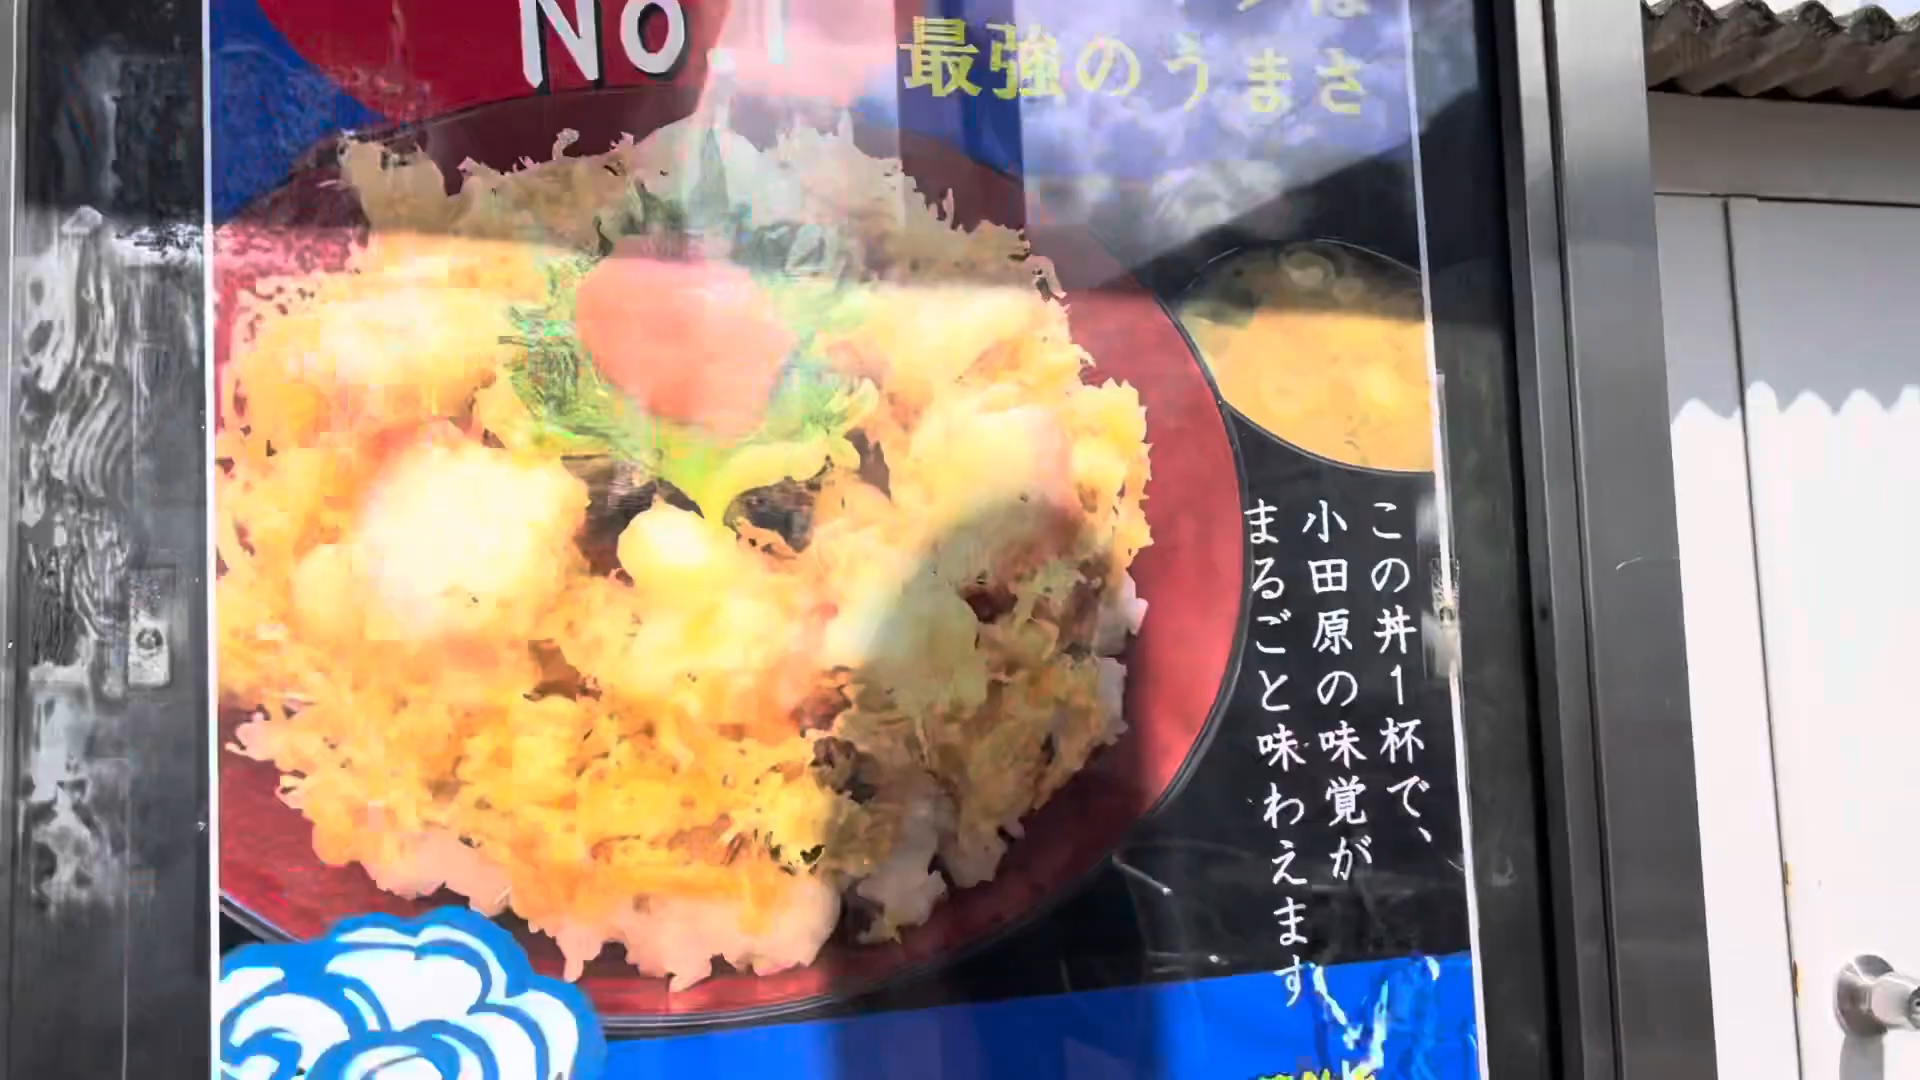 No.1
最強のうまさ
この丼1杯で、
小田原の味覚が
まるごと味わえます